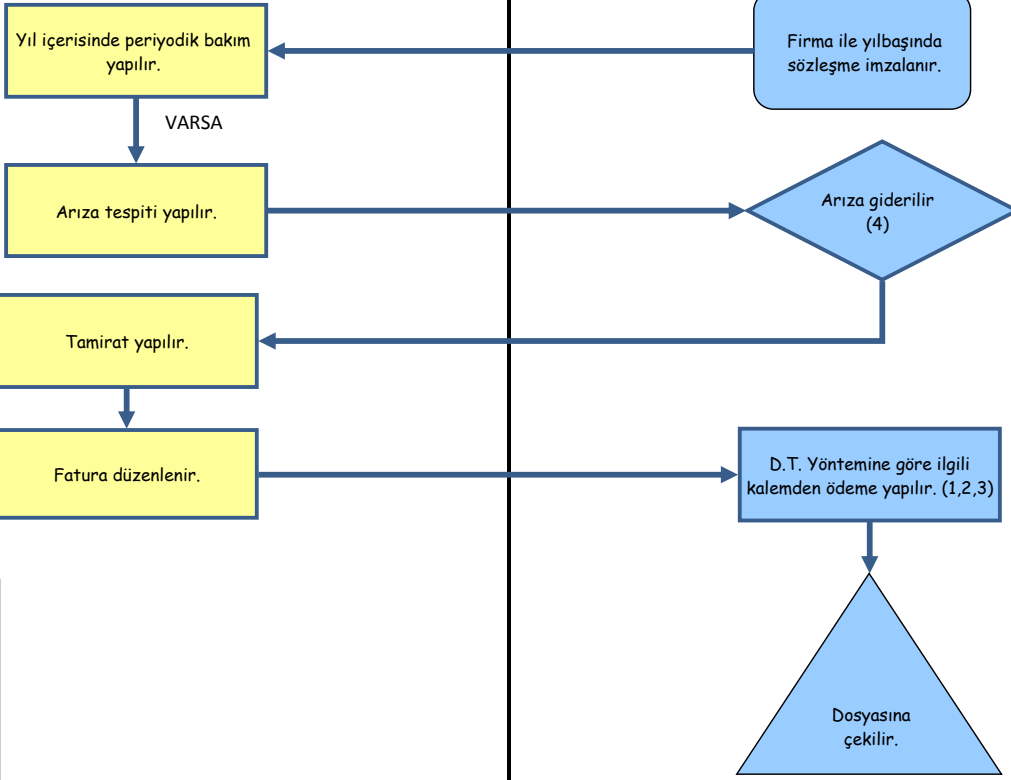 Yıl içerisinde periyodik bakım
yapılır.
Firma ile yılbaşında
sözleşme imzalanır.
VARSA
Arıza tespiti yapılır.
Arıza giderilir
(4)
Tamirat yapılır.
Fatura düzenlenir.
D.T. Yöntemine göre ilgili
kalemden ödeme yapılır. (1,2,3)
Dosyasına
çekilir.